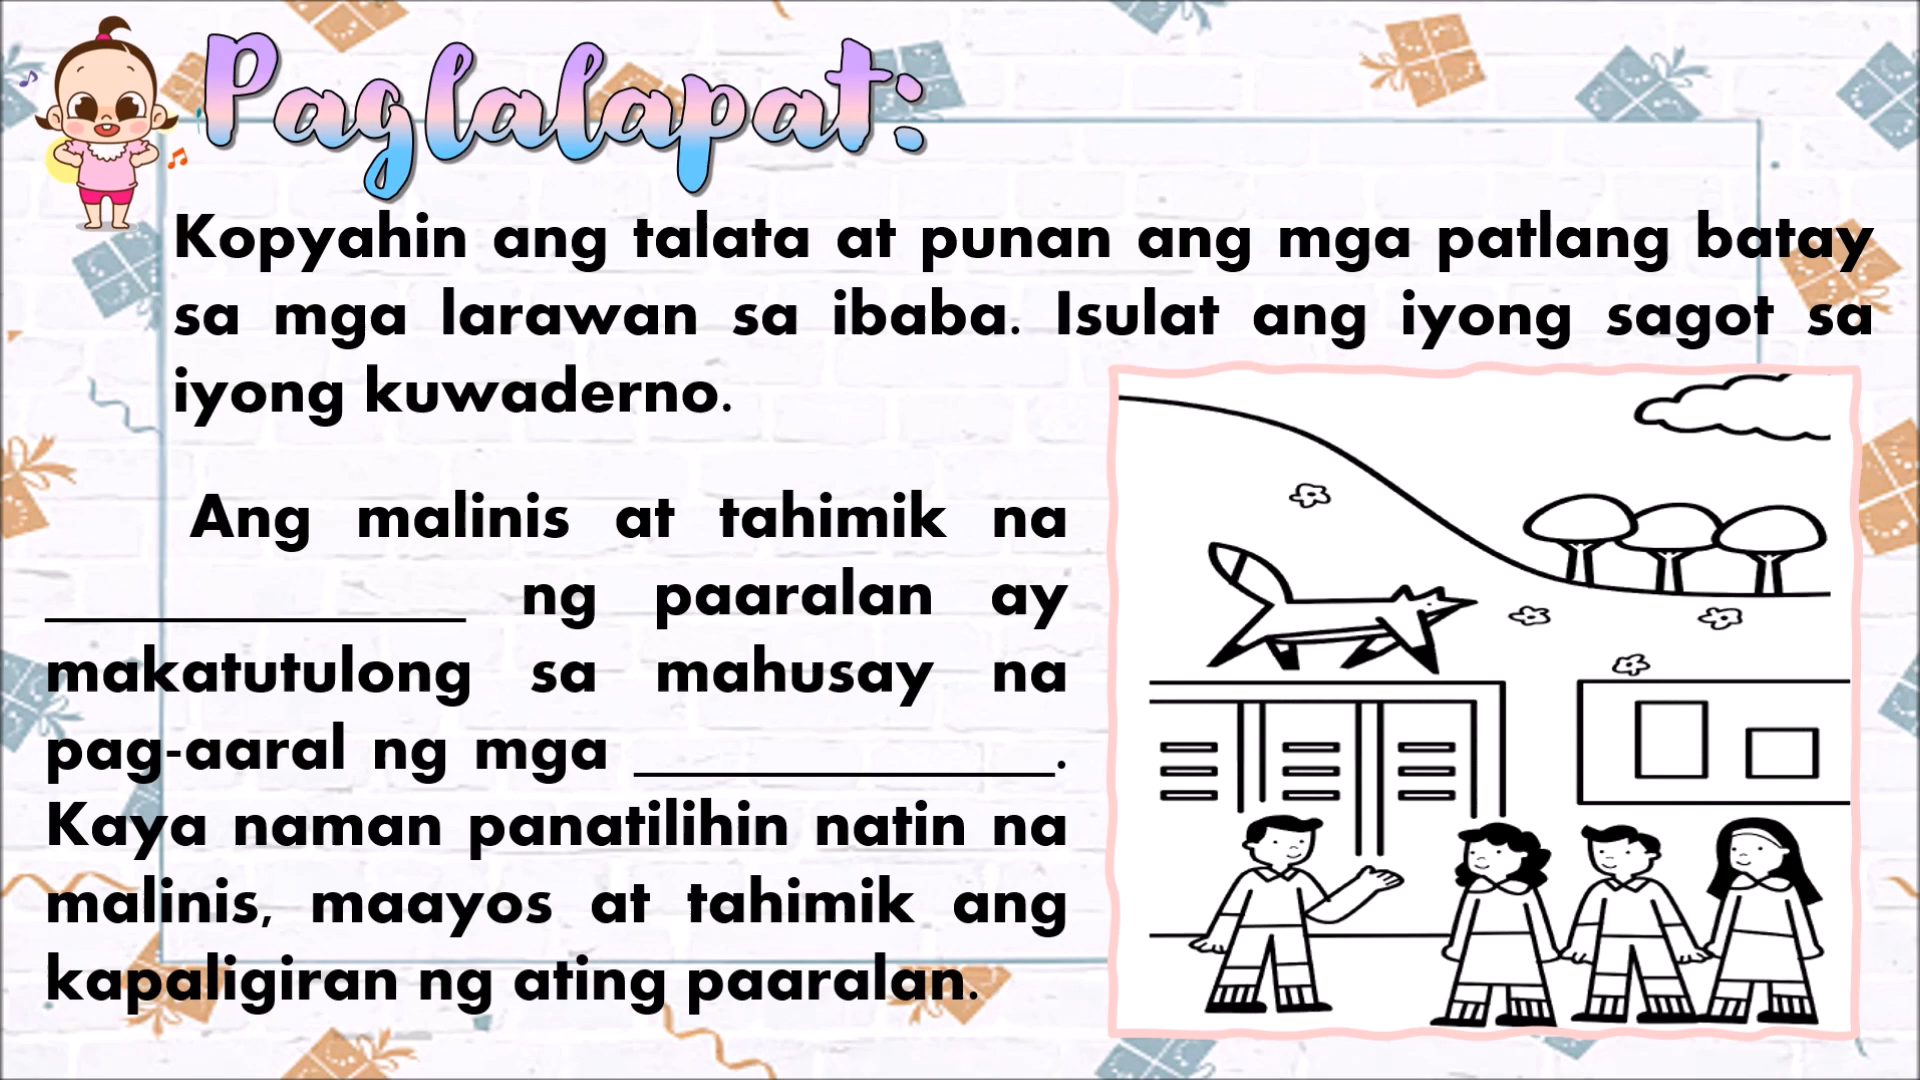 Paglalapat:
Kopyahin ang talata at punan ang mga patlang batay
sa mga larawan sa ibaba. Isulat ang iyong sagot sa
iyong kuwaderno.
Ang malinis at tahimik na
_______________ ng paaralan ay
makatutulong sa mahusay na
pag-aaral ng mga _______________.
Kaya naman panatilihin natin na
malinis, maayos at tahimik ang
kapaligiran ng ating paaralan.